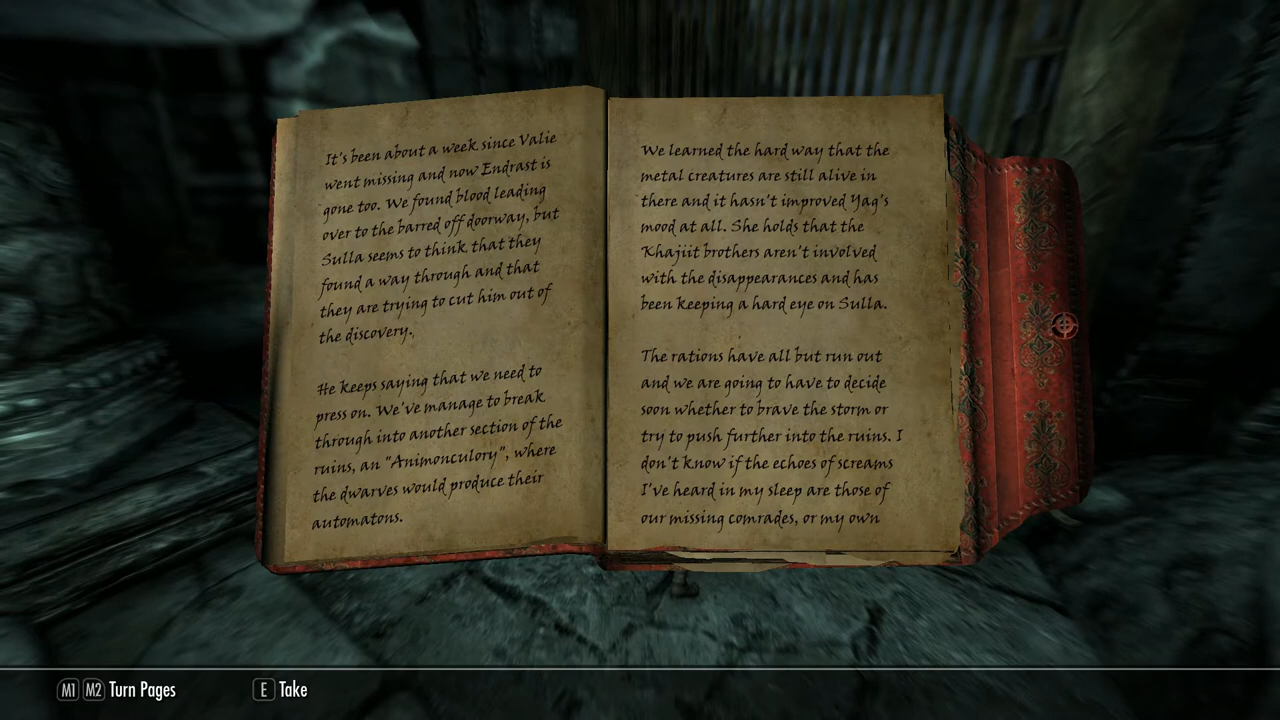 It's been about a week since Valie
went missing and now Endrast is
gone too. We found blood leading
over to the barred off doorway, but
Sulla seems to think that they
found a way through and that
they are trying to cut him out of
the discovery.
He keeps saying that we need to
press on. We've manage to break
through into another section of the
ruins, an "Animonculory", where
the dwarves would produce their
automatons.
We learned the hard way that the
metal creatures are still alive in
there and it hasn't improved Yag's
mood at all. She holds that the
Khajiit brothers aren't involved
with the disappearances and has
been keeping a hard eye on Sulla.
The rations have all but run out
and we are going to have to decide
soon whether to brave the storm or
try to push further into the ruins. I
don't know if the echoes of screams
I've heard in my sleep are those of
our missing comrades, or my own
M1 M2 Turn Pages
E Take